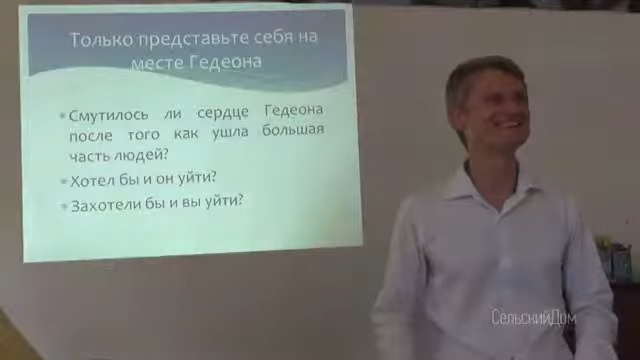 Только представьте себя на
месте Гедеона
Смутилось ли сердце Гедеона
после того как ушла большая
часть людей?
Хотел бы и он уйти?
Захотели бы и вы уйти?
СельскийДом